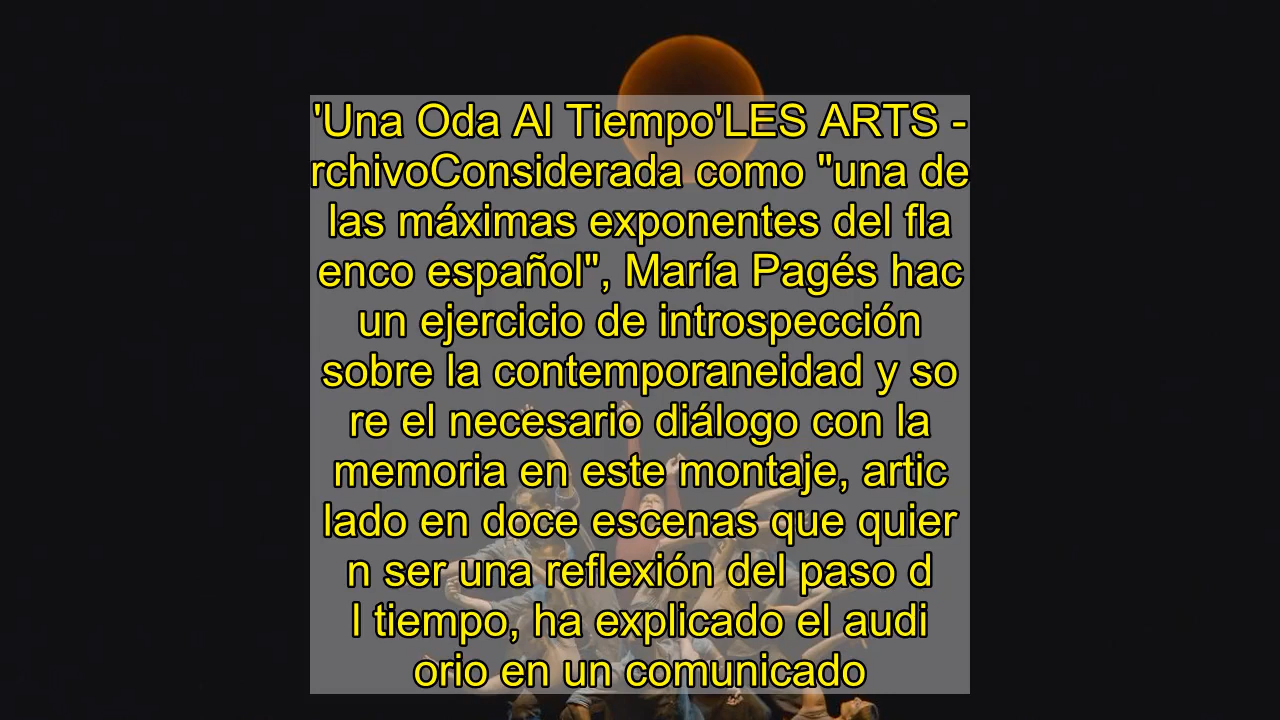 'Una Oda Al Tiempo'LES ARTS -
rchivoConsiderada como "una de
las máximas exponentes del fla
enco español", María Pagés hac
un ejercicio de introspección
sobre la contemporaneidad y so
re el necesario diálogo con la
memoria en este montaje, artic
lado en doce escenas que quier
n ser una reflexión del paso d
l tiempo, ha explicado el audi
orio en un comunicado